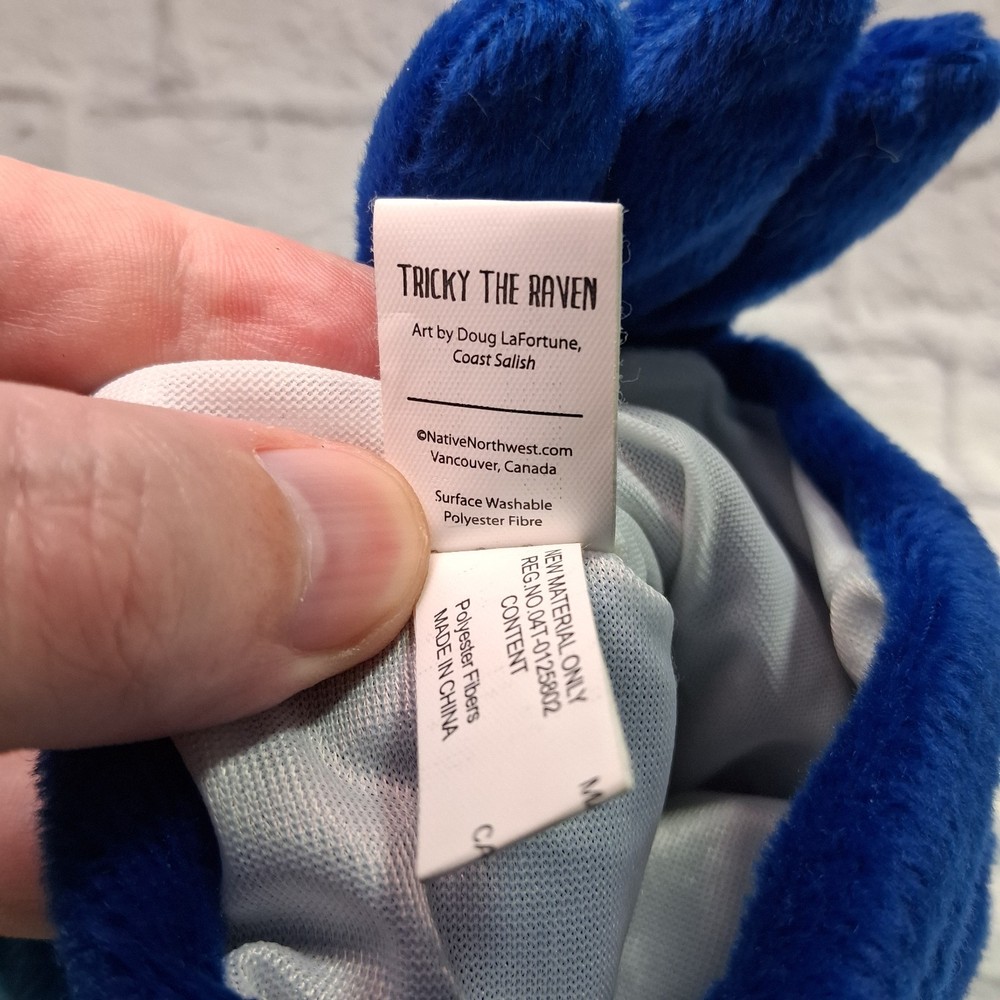 TRICKY THE RAVEN
Art by Doug LaFortune,
Coast Salish
©NativeNorthwest.com
Vancouver, Canada
Surface Washable
Polyester Fibre
NEW MATERIAL ONLY
REG.NO.04T-0125802
CONTENT
Polyester Fibers
MADE IN CHINA